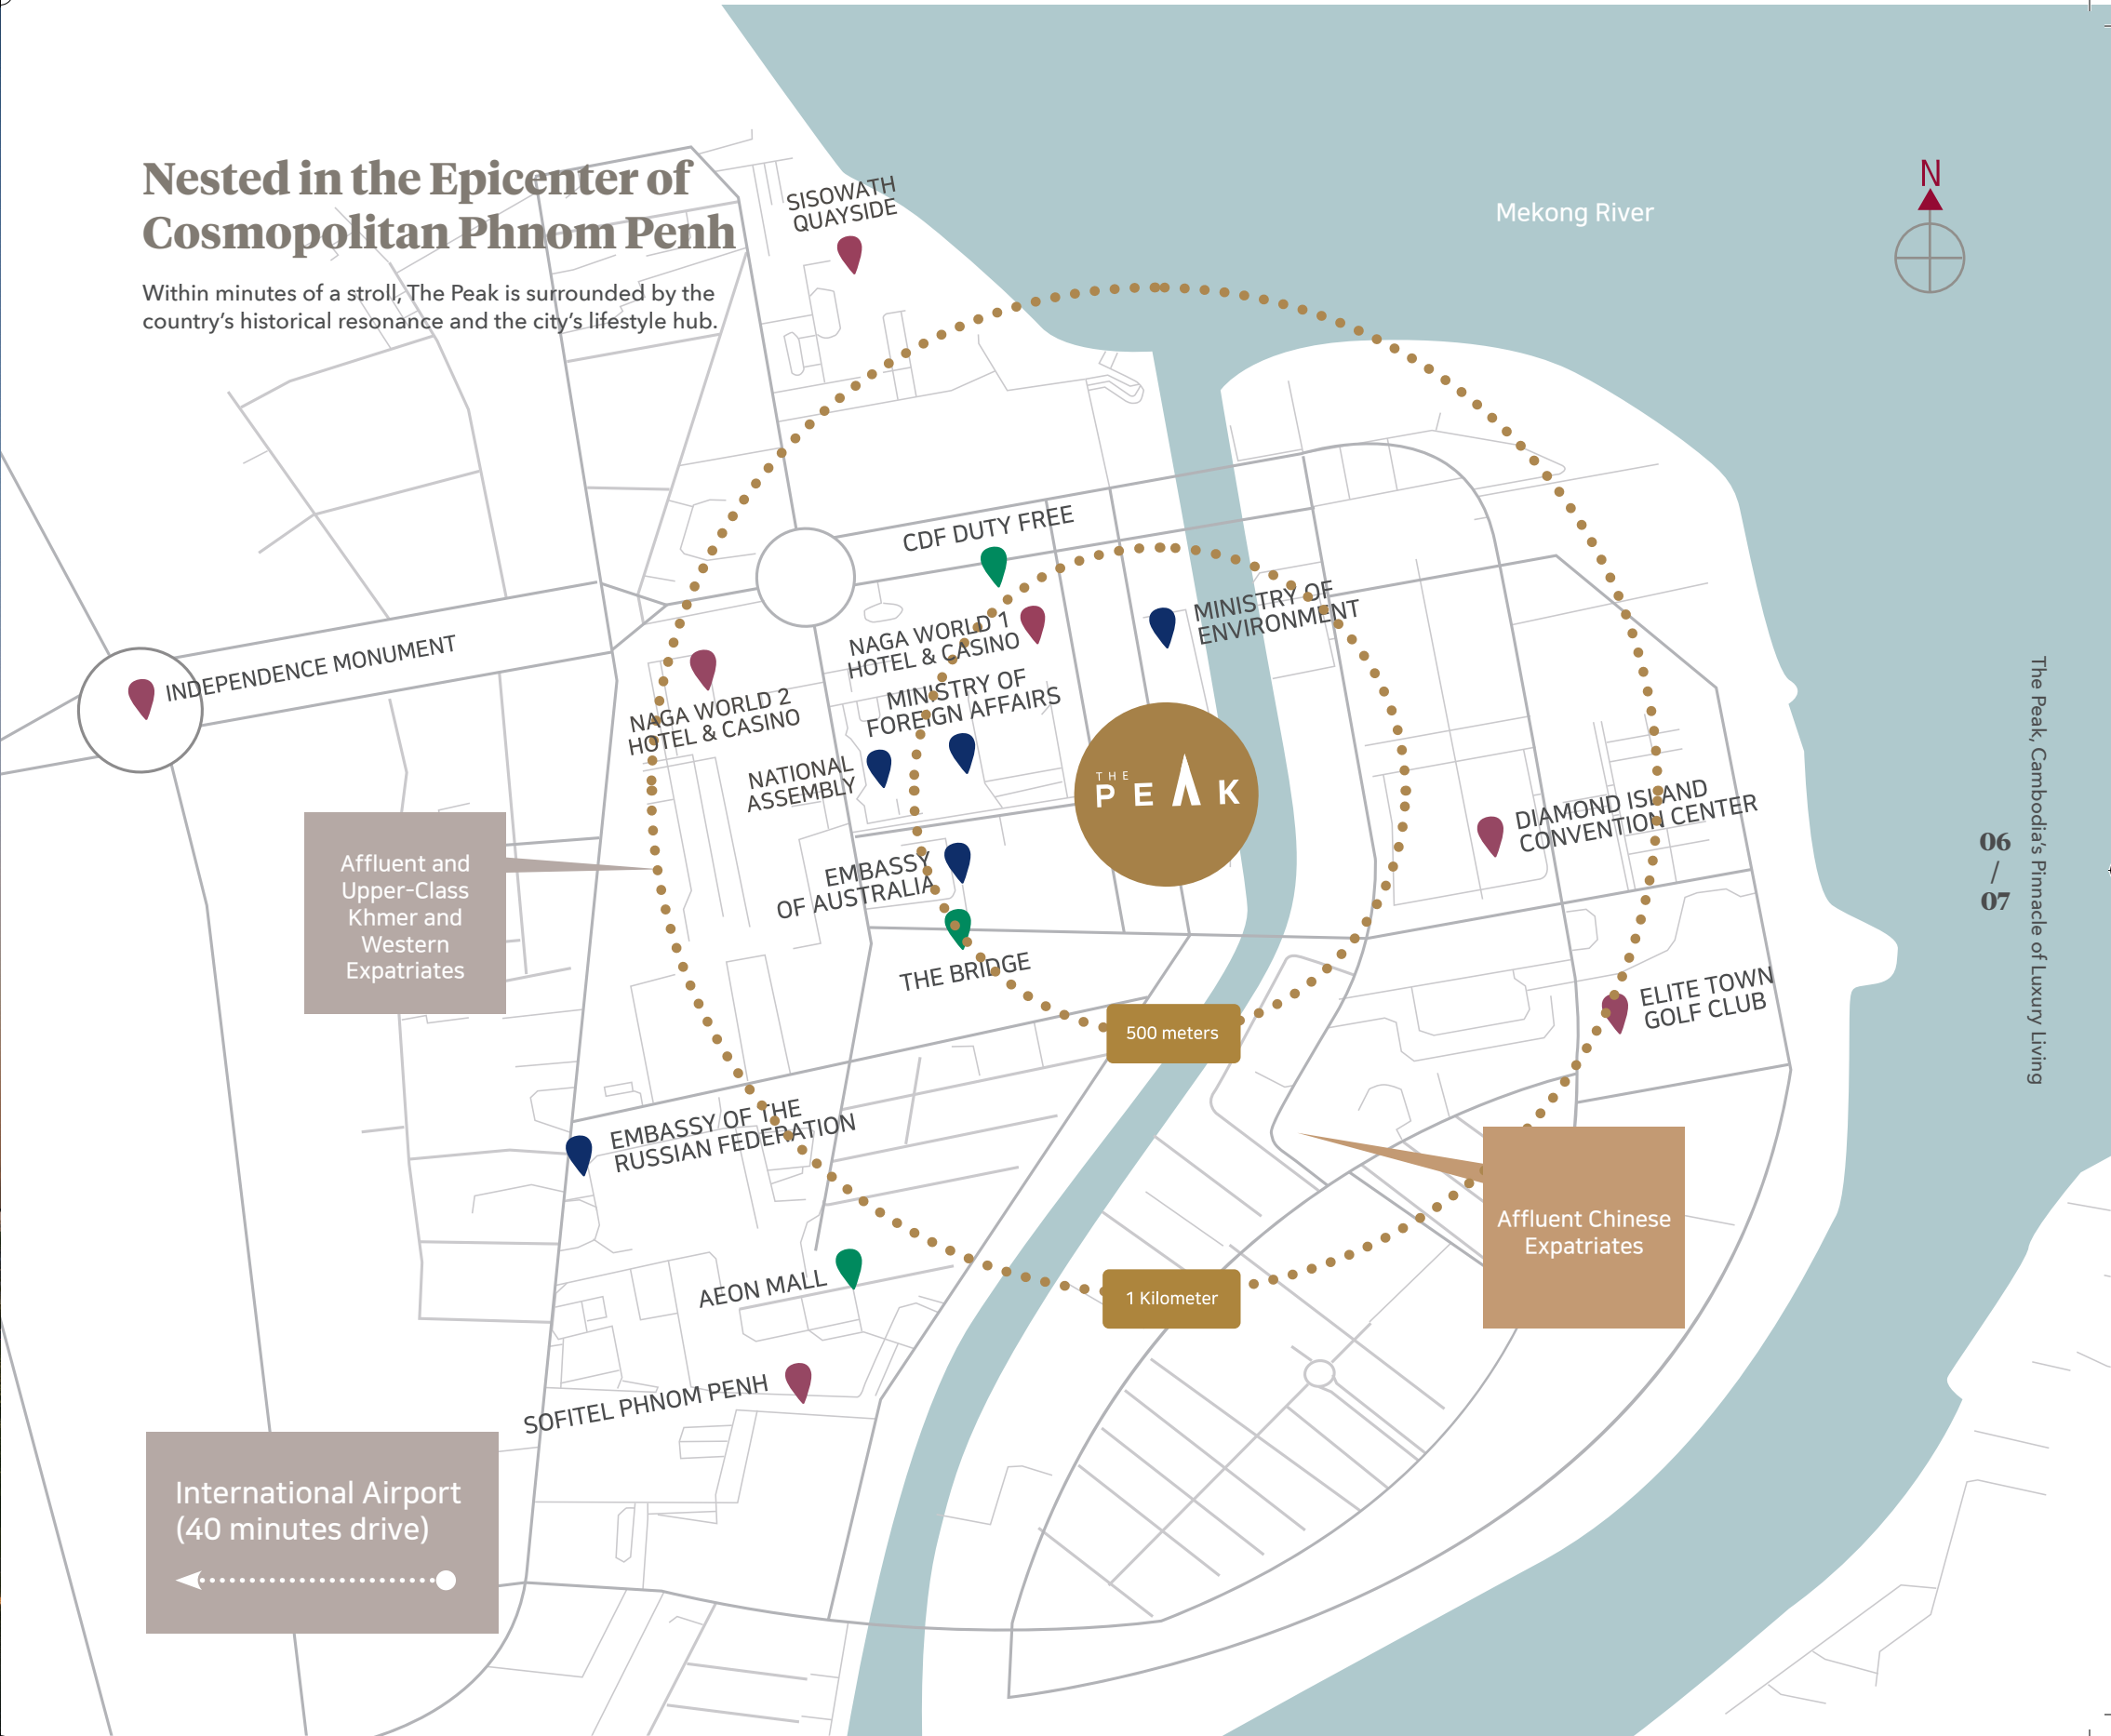 Nested in the Epicenter of
Cosmopolitan Phnom Penh
Within minutes of a stroll, The Peak is surrounded by the
country's historical resonance and the city's lifestyle hub.
SISOWATH
QUAYSIDE
Mekong River
N
CDF DUTY FREE
NAGA WORLD 1
HOTEL & CASINO
MINISTRY OF
ENVIRONMENT
INDEPENDENCE MONUMENT
NAGA WORLD 2
HOTEL & CASINO
MINISTRY OF
FOREIGN AFFAIRS
NATIONAL
ASSEMBLY
THE
PEAK
DIAMOND ISLAND
CONVENTION CENTER
06
/
07
The Peak, Cambodia's Pinnacle of Luxury Living
Affluent and
Upper-Class
Khmer and
Western
Expatriates
EMBASSY
OF AUSTRALIA
THE BRIDGE
ELITE TOWN
GOLF CLUB
500 meters
EMBASSY OF THE
RUSSIAN FEDERATION
Affluent Chinese
Expatriates
AEON MALL
1 Kilometer
SOFITEL PHNOM PENH
International Airport
(40 minutes drive)